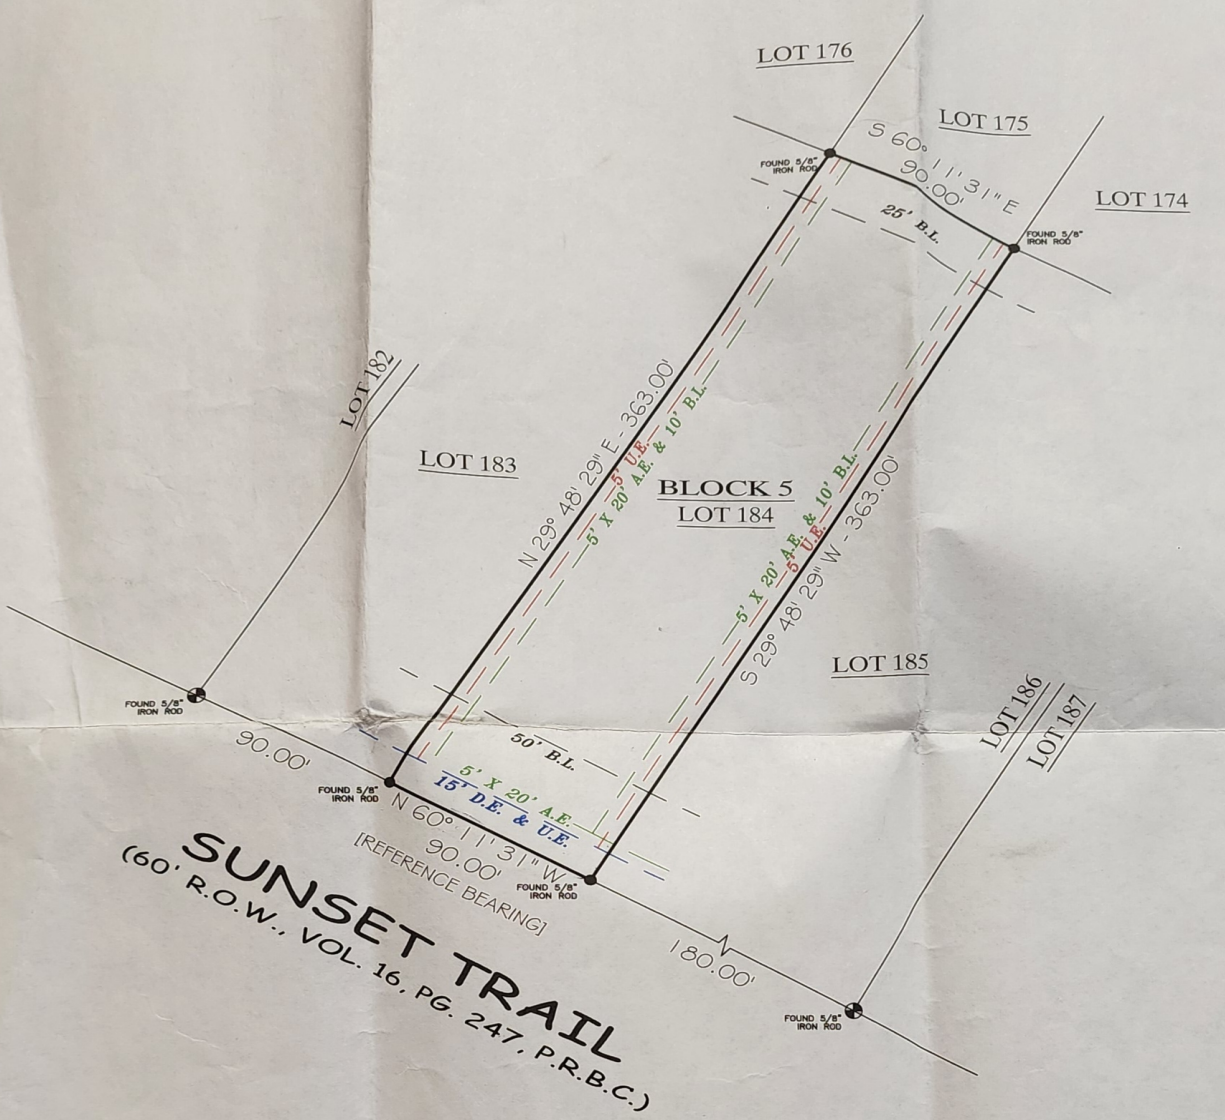 LOT 176
LOT 175
S 60° 11' 31" E
90.00'
FOUND 5/8"
IRON ROD
LOT 174
25' B.L.
FOUND 5/8"
IRON ROD
LOT 182
LOT 183
N 29° 48' 29" E - 363.00'
5' U.E.
5' X 20' A.E. & 10' B.L.
BLOCK 5
LOT 184
5' X 20' A.E. & 10' B.L.
5' U.E.
S 29° 48' 29" W - 363.00'
LOT 185
LOT 186
LOT 187
FOUND 5/8"
IRON ROD
90.00'
50' B.L.
5' X 20' A.E.
15' D.E. & U.E.
FOUND 5/8"
IRON ROD
N 60° 11' 31" W
90.00'
[REFERENCE BEARING]
FOUND 5/8"
IRON ROD
180.00'
FOUND 5/8"
IRON ROD
SUNSET TRAIL
(60' R.O.W., VOL. 16, PG. 247, P.R.B.C.)